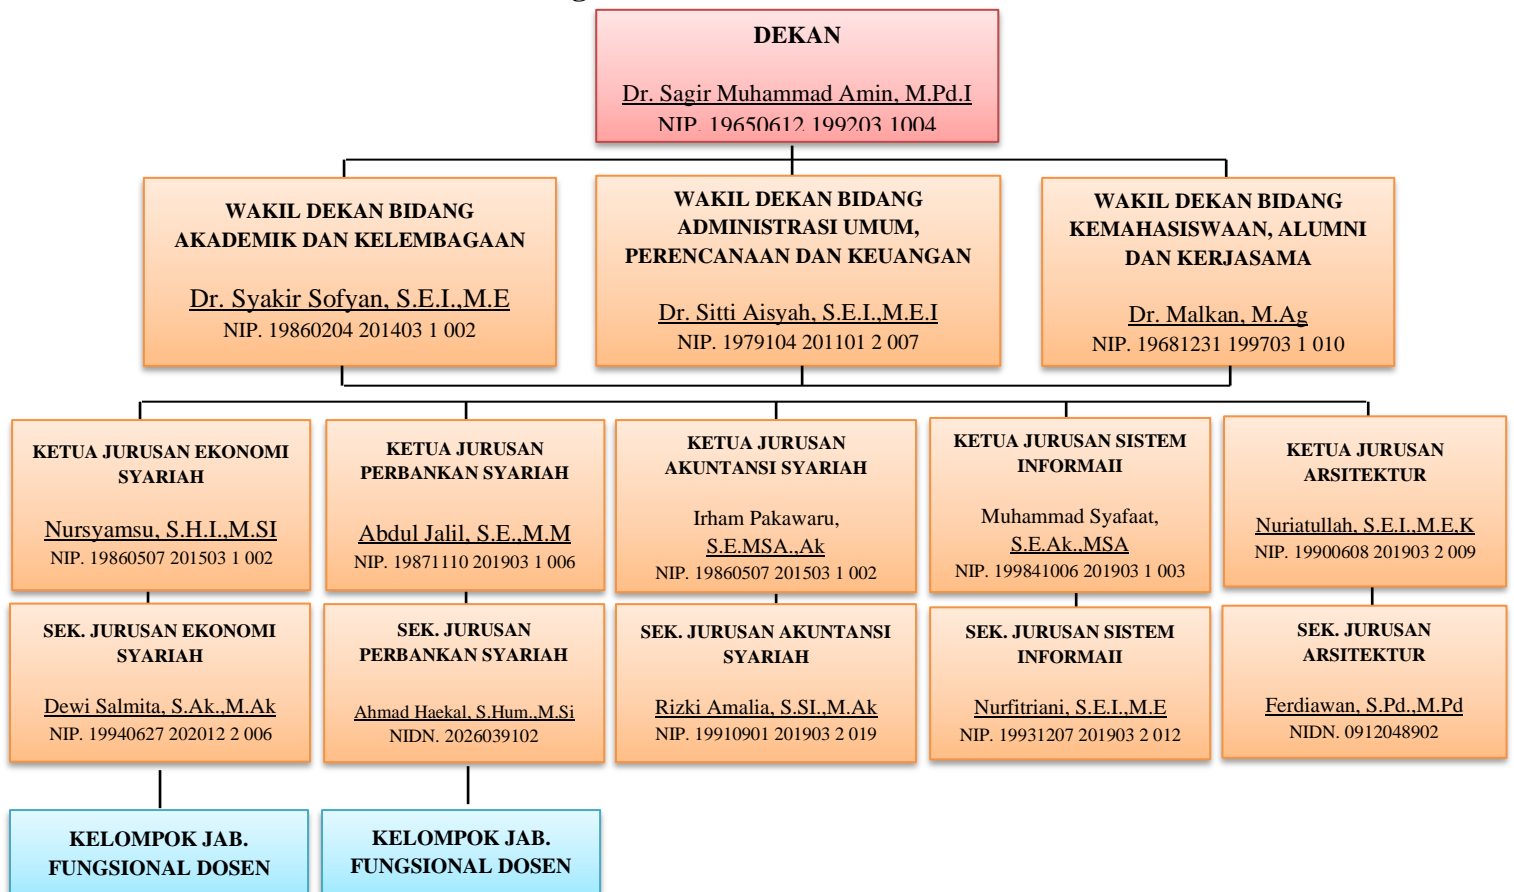 DEKAN
Dr. Sagir Muhammad Amin, M.Pd.I
NIP. 19650612 199203 1004
WAKIL DEKAN BIDANG
AKADEMIK DAN KELEMBAGAAN
Dr. Syakir Sofyan, S.E.I.,M.E
NIP. 19860204 201403 1 002
WAKIL DEKAN BIDANG
ADMINISTRASI UMUM,
PERENCANAAN DAN KEUANGAN
Dr. Sitti Aisyah, S.E.I.,M.E.I
NIP. 1979104 201101 2 007
WAKIL DEKAN BIDANG
KEMAHASISWAAN, ALUMNI
DAN KERJASAMA
Dr. Malkan, M.Ag
NIP. 19681231 199703 1 010
KETUA JURUSAN EKONOMI
SYARIAH
Nursyamsu, S.H.I.,M.SI
NIP. 19860507 201503 1 002
KETUA JURUSAN
PERBANKAN SYARIAH
Abdul Jalil, S.E.,M.M
NIP. 19871110 201903 1 006
KETUA JURUSAN
AKUNTANSI SYARIAH
Irham Pakawaru,
S.E.MSA.,Ak
NIP. 19860507 201503 1 002
KETUA JURUSAN SISTEM
INFORMAII
Muhammad Syafaat,
S.E.Ak.,MSA
NIP. 199841006 201903 1 003
KETUA JURUSAN
ARSITEKTUR
Nuriatullah, S.E.I.,M.E,K
NIP. 19900608 201903 2 009
SEK. JURUSAN EKONOMI
SYARIAH
Dewi Salmita, S.Ak.,M.Ak
NIP. 19940627 202012 2 006
SEK. JURUSAN
PERBANKAN SYARIAH
Ahmad Haekal, S.Hum.,M.Si
NIDN. 2026039102
SEK. JURUSAN AKUNTANSI
SYARIAH
Rizki Amalia, S.SI.,M.Ak
NIP. 19910901 201903 2 019
SEK. JURUSAN SISTEM
INFORMAII
Nurfitriani, S.E.I.,M.E
NIP. 19931207 201903 2 012
SEK. JURUSAN
ARSITEKTUR
Ferdiawan, S.Pd.,M.Pd
NIDN. 0912048902
KELOMPOK JAB.
FUNGSIONAL DOSEN
KELOMPOK JAB.
FUNGSIONAL DOSEN